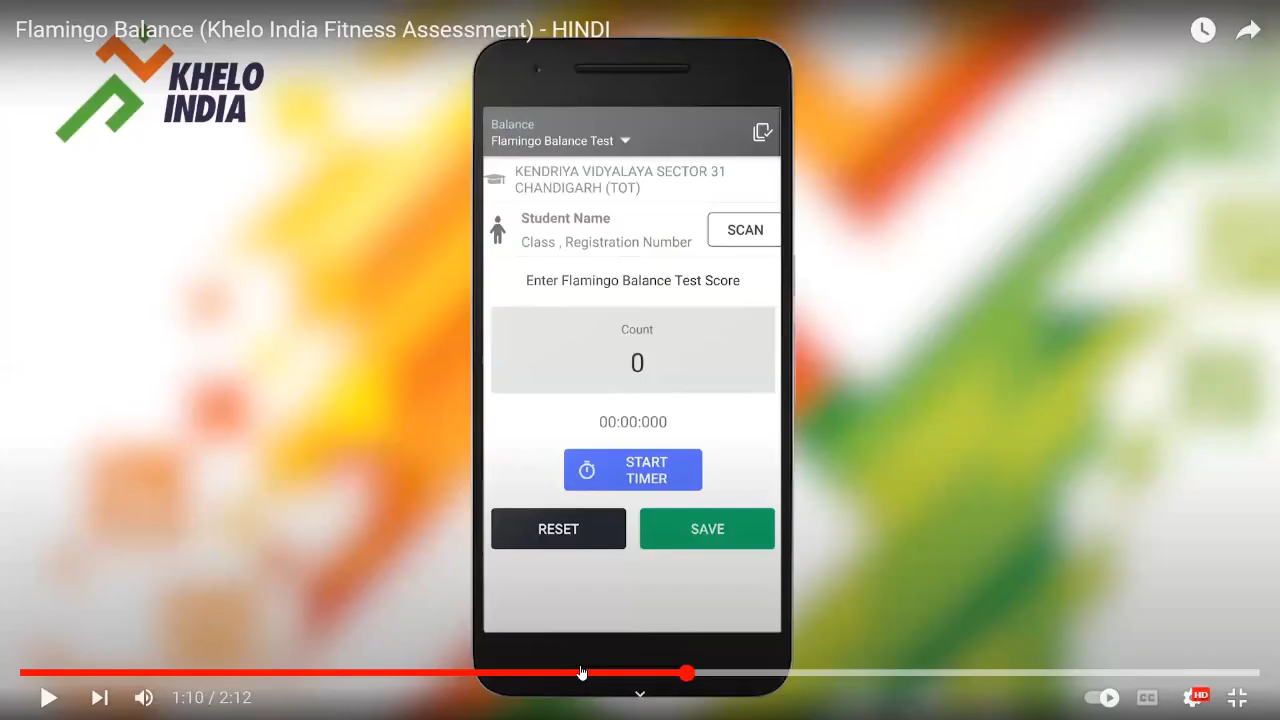 Flamingo Balance (Khelo India Fitness Assessment) - HINDI
KHELO
INDIA
Balance
Flamingo Balance Test
KENDRIYA VIDYALAYA SECTOR 31
CHANDIGARH (TOT)
Student Name
SCAN
Class , Registration Number
Enter Flamingo Balance Test Score
Count
0
00:00:000
START
TIMER
RESET
SAVE
1:10 / 2:12
CC
HD